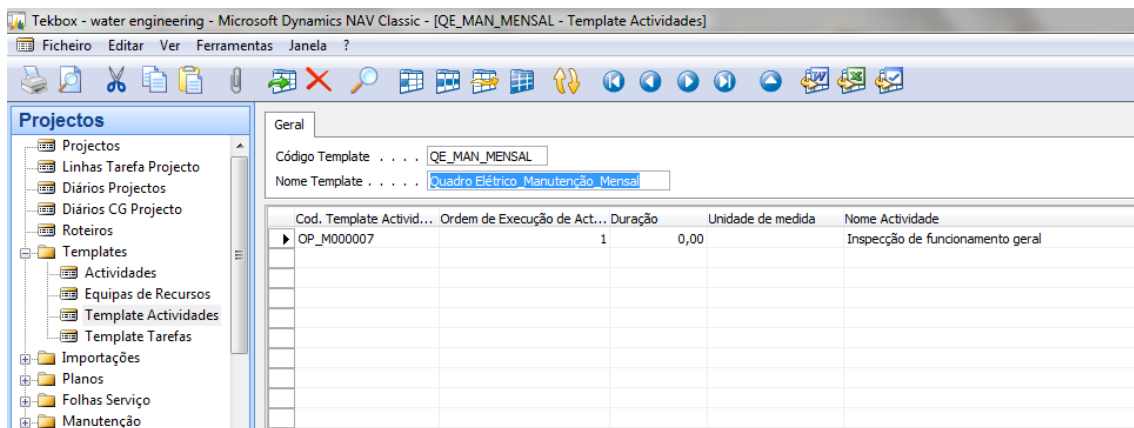 Tekbox - water engineering - Microsoft Dynamics NAV Classic - [QE_MAN_MENSAL - Template Actividades]
Ficheiro Editar Ver Ferramentas Janela ?
Projectos
Projectos
Linhas Tarefa Projecto
Diários Projectos
Diários CG Projecto
Roteiros
Templates
Actividades
Equipas de Recursos
Template Actividades
Template Tarefas
Importações
Planos
Folhas Serviço
Manutenção
Geral
Código Template . . . . QE_MAN_MENSAL
Nome Template . . . . . Quadro Elétrico_Manutenção_Mensal
Cod. Template Activid... Ordem de Execução de Act... Duração Unidade de medida Nome Actividade
OP_M000007 1 0,00 Inspecção de funcionamento geral